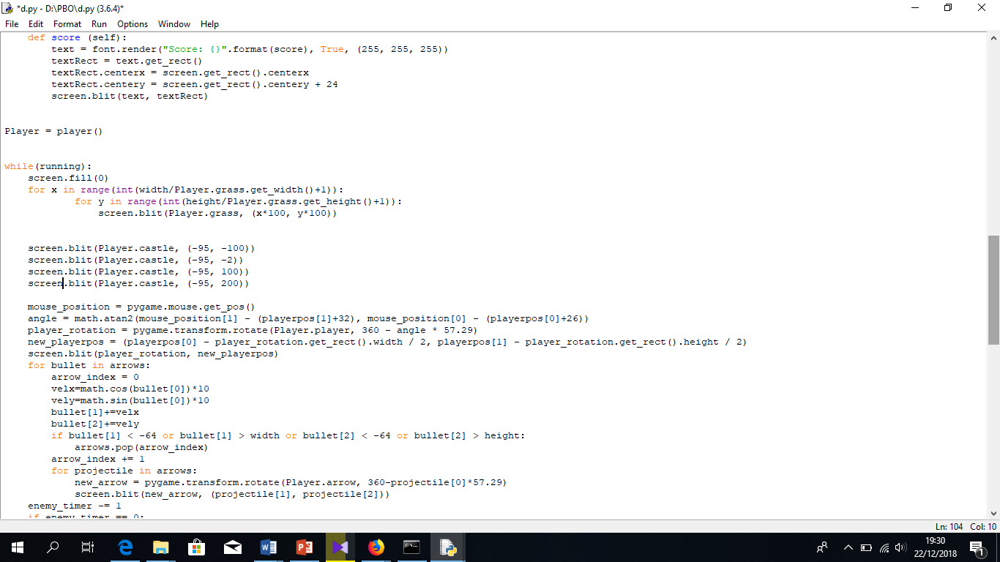 *d.py - D:\PBO\d.py (3.6.4)*
File Edit Format Run Options Window Help
    def score (self):
        text = font.render("Score: {}".format(score), True, (255, 255, 255))
        textRect = text.get_rect()
        textRect.centerx = screen.get_rect().centerx
        textRect.centery = screen.get_rect().centery + 24
        screen.blit(text, textRect)
Player = player()
while(running):
    screen.fill(0)
    for x in range(int(width/Player.grass.get_width()+1)):
            for y in range(int(height/Player.grass.get_height()+1)):
                screen.blit(Player.grass, (x*100, y*100))
    screen.blit(Player.castle, (-95, -100))
    screen.blit(Player.castle, (-95, -2))
    screen.blit(Player.castle, (-95, 100))
    screen.blit(Player.castle, (-95, 200))
    mouse_position = pygame.mouse.get_pos()
    angle = math.atan2(mouse_position[1] - (playerpos[1]+32), mouse_position[0] - (playerpos[0]+26))
    player_rotation = pygame.transform.rotate(Player.player, 360 - angle * 57.29)
    new_playerpos = (playerpos[0] - player_rotation.get_rect().width / 2, playerpos[1] - player_rotation.get_rect().height / 2)
    screen.blit(player_rotation, new_playerpos)
    for bullet in arrows:
        arrow_index = 0
        velx=math.cos(bullet[0])*10
        vely=math.sin(bullet[0])*10
        bullet[1]+=velx
        bullet[2]+=vely
        if bullet[1] < -64 or bullet[1] > width or bullet[2] < -64 or bullet[2] > height:
            arrows.pop(arrow_index)
        arrow_index += 1
        for projectile in arrows:
            new_arrow = pygame.transform.rotate(Player.arrow, 360-projectile[0]*57.29)
            screen.blit(new_arrow, (projectile[1], projectile[2]))
    enemy_timer -= 1
    if enemy_timer == 0:
Ln: 104 Col: 10
19:30
22/12/2018
1